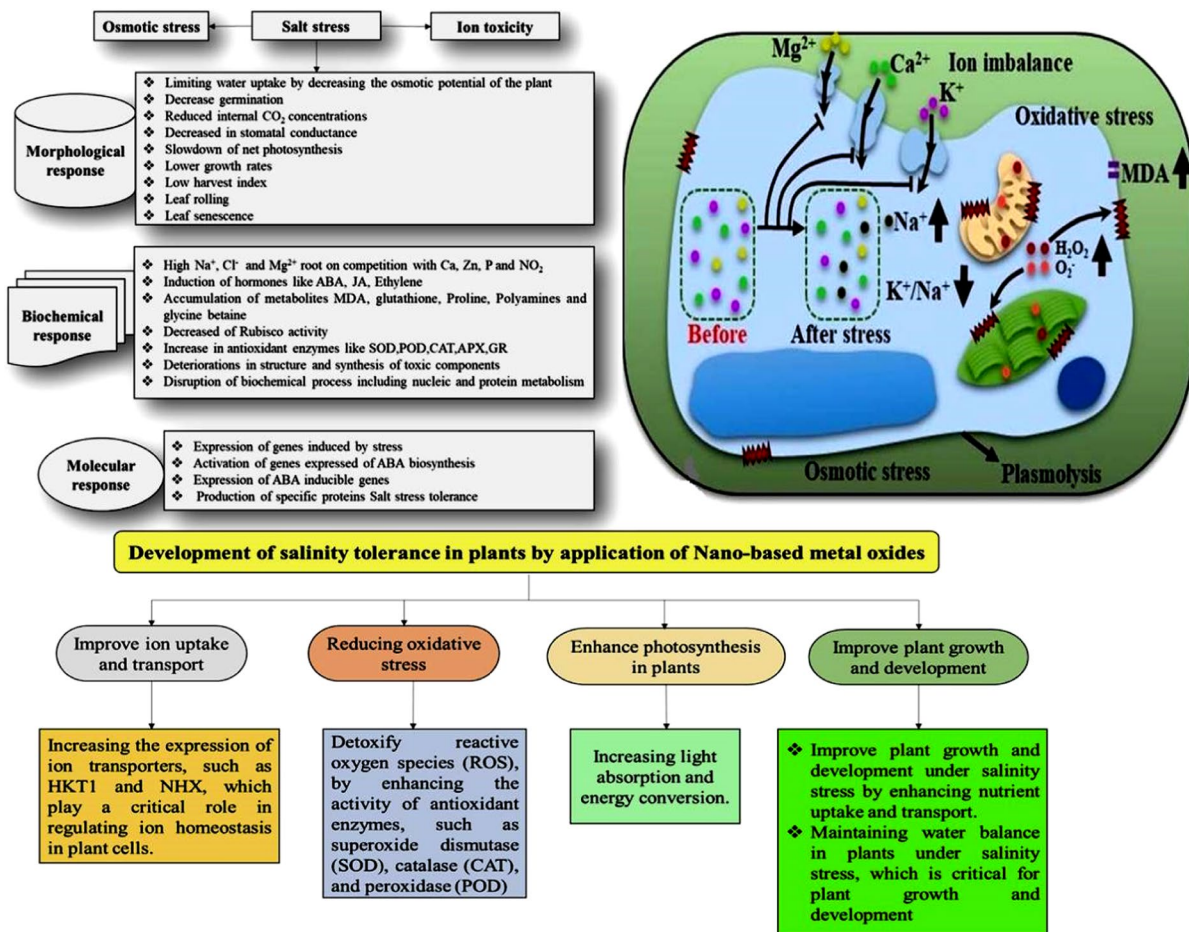 Osmotic stress
Salt stress
Ion toxicity
Morphological
response
❖ Limiting water uptake by decreasing the osmotic potential of the plant
❖ Decrease germination
❖ Reduced internal CO₂ concentrations
❖ Decreased in stomatal conductance
❖ Slowdown of net photosynthesis
❖ Lower growth rates
❖ Low harvest index
❖ Leaf rolling
❖ Leaf senescence
Biochemical
response
❖ High Na⁺, Cl⁻ and Mg²⁺ root on competition with Ca, Zn, P and NO₂
❖ Induction of hormones like ABA, JA, Ethylene
❖ Accumulation of metabolites MDA, glutathione, Proline, Polyamines and
glycine betaine
❖ Decreased of Rubisco activity
❖ Increase in antioxidant enzymes like SOD,POD,CAT,APX,GR
❖ Deteriorations in structure and synthesis of toxic components
❖ Disruption of biochemical process including nucleic and protein metabolism
Molecular
response
❖ Expression of genes induced by stress
❖ Activation of genes expressed of ABA biosynthesis
❖ Expression of ABA inducible genes
❖ Production of specific proteins Salt stress tolerance
Mg²⁺
Ca²⁺
Ion imbalance
K⁺
Oxidative stress
MDA
Na⁺
H₂O₂
O₂⁻
K⁺/Na⁺
Before
After stress
Osmotic stress
Plasmolysis
Development of salinity tolerance in plants by application of Nano-based metal oxides
Improve ion uptake
and transport
Reducing oxidative
stress
Enhance photosynthesis
in plants
Improve plant growth
and development
Increasing the expression of
ion transporters, such as
HKT1 and NHX, which
play a critical role in
regulating ion homeostasis
in plant cells.
Detoxify reactive
oxygen species (ROS),
by enhancing the
activity of antioxidant
enzymes, such as
superoxide dismutase
(SOD), catalase (CAT),
and peroxidase (POD)
Increasing light
absorption and
energy conversion.
❖ Improve plant growth and
development under salinity
stress by enhancing nutrient
uptake and transport.
❖ Maintaining water balance
in plants under salinity
stress, which is critical for
plant growth and
development